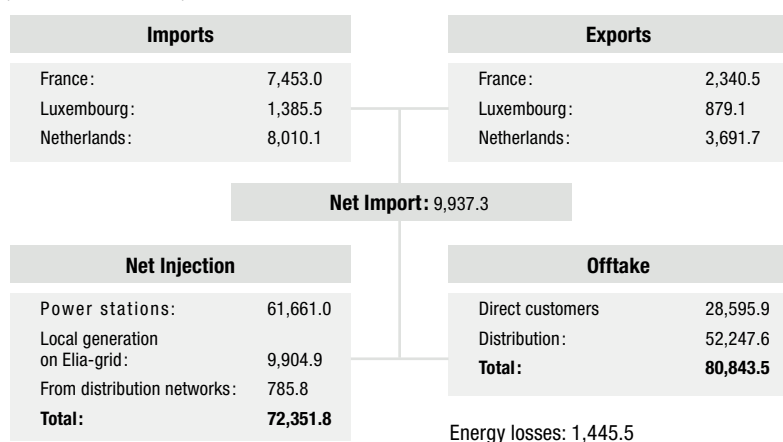 Imports
France: 7,453.0
Luxembourg: 1,385.5
Netherlands: 8,010.1
Exports
France: 2,340.5
Luxembourg: 879.1
Netherlands: 3,691.7
Net Import: 9,937.3
Net Injection
Power stations: 61,661.0
Local generation
on Elia-grid: 9,904.9
From distribution networks: 785.8
Total: 72,351.8
Offtake
Direct customers 28,595.9
Distribution: 52,247.6
Total: 80,843.5
Energy losses: 1,445.5